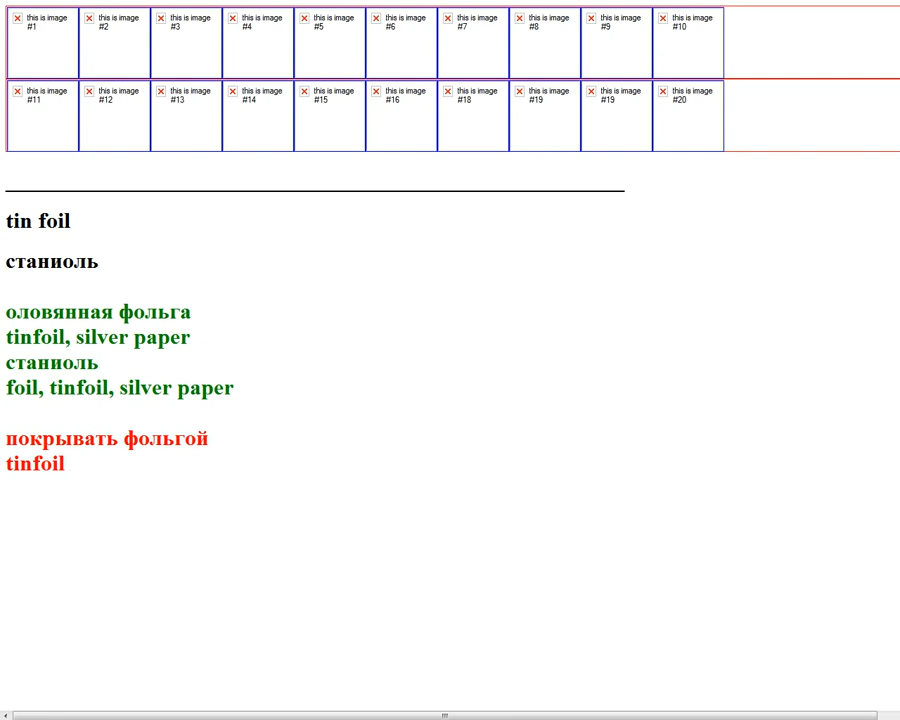 this is image #1 this is image #2 this is image #3 this is image #4 this is image #5 this is image #6 this is image #7 this is image #8 this is image #9 this is image #10
this is image #11 this is image #12 this is image #13 this is image #14 this is image #15 this is image #16 this is image #18 this is image #19 this is image #19 this is image #20
tin foil
станиоль
оловянная фольга
tinfoil, silver paper
станиоль
foil, tinfoil, silver paper
покрывать фольгой
tinfoil